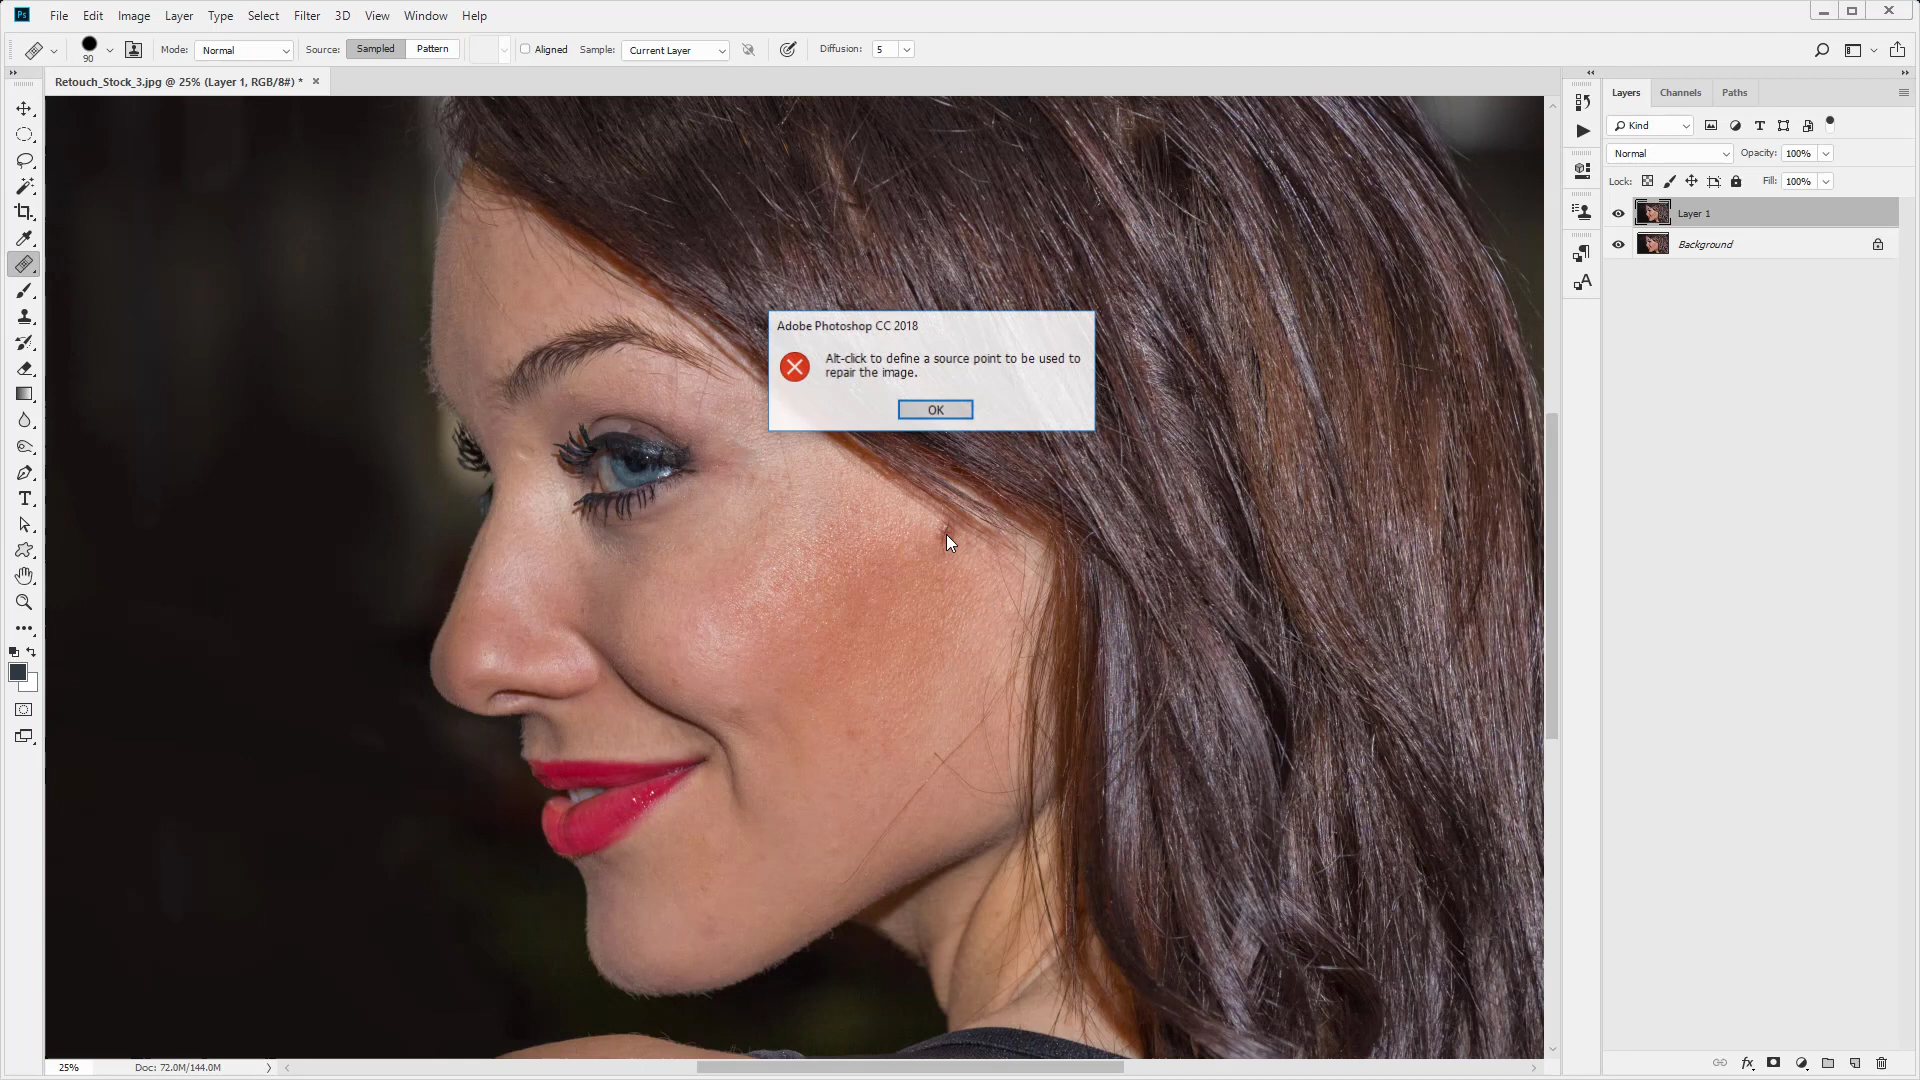 Ps File Edit Image Layer Type Select Filter 3D View Window Help
90 Mode: Normal Source: Sampled Pattern Aligned Sample: Current Layer Diffusion: 5
Retouch_Stock_3.jpg @ 25% (Layer 1, RGB/8#) *
Layers Channels Paths
Kind
Normal Opacity: 100%
Lock: Fill: 100%
Layer 1
Background
Adobe Photoshop CC 2018
Alt-click to define a source point to be used to
repair the image.
OK
25% Doc: 72.0M/144.0M